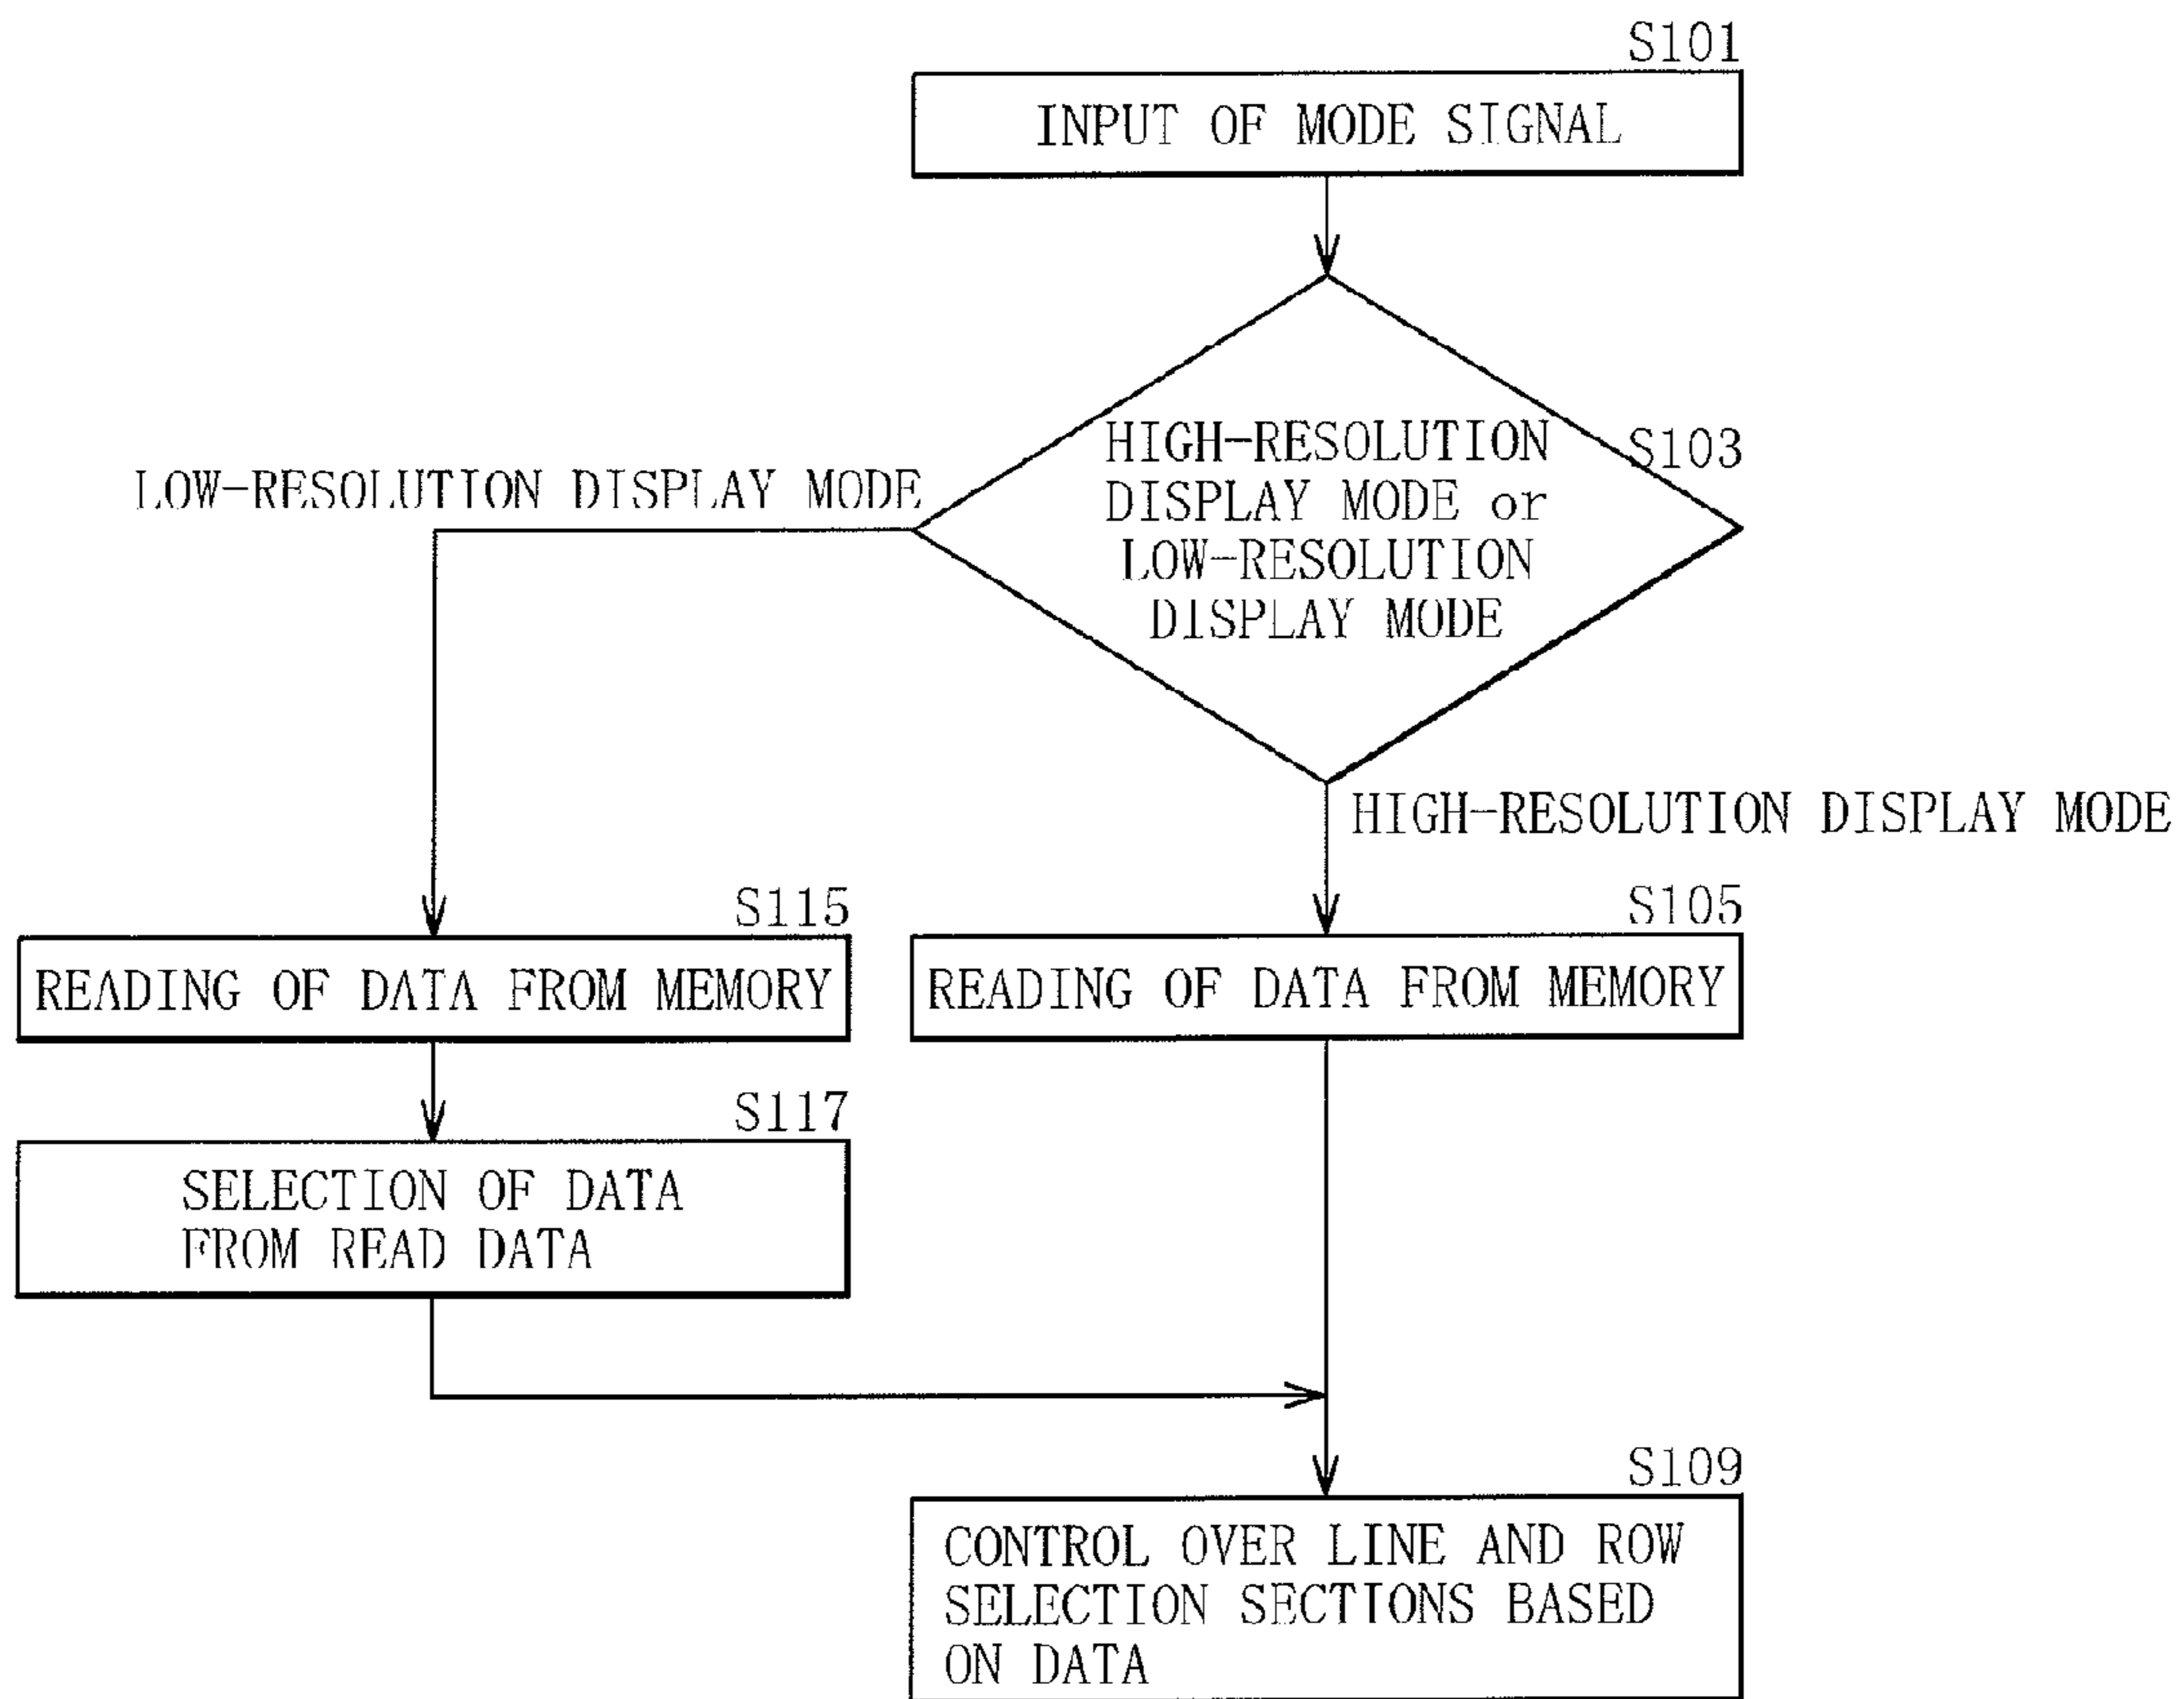 S101
INPUT OF MODE SIGNAL
S103
HIGH-RESOLUTION
DISPLAY MODE or
LOW-RESOLUTION
DISPLAY MODE
LOW-RESOLUTION DISPLAY MODE
HIGH-RESOLUTION DISPLAY MODE
S115
READING OF DATA FROM MEMORY
S105
READING OF DATA FROM MEMORY
S117
SELECTION OF DATA
FROM READ DATA
S109
CONTROL OVER LINE AND ROW
SELECTION SECTIONS BASED
ON DATA